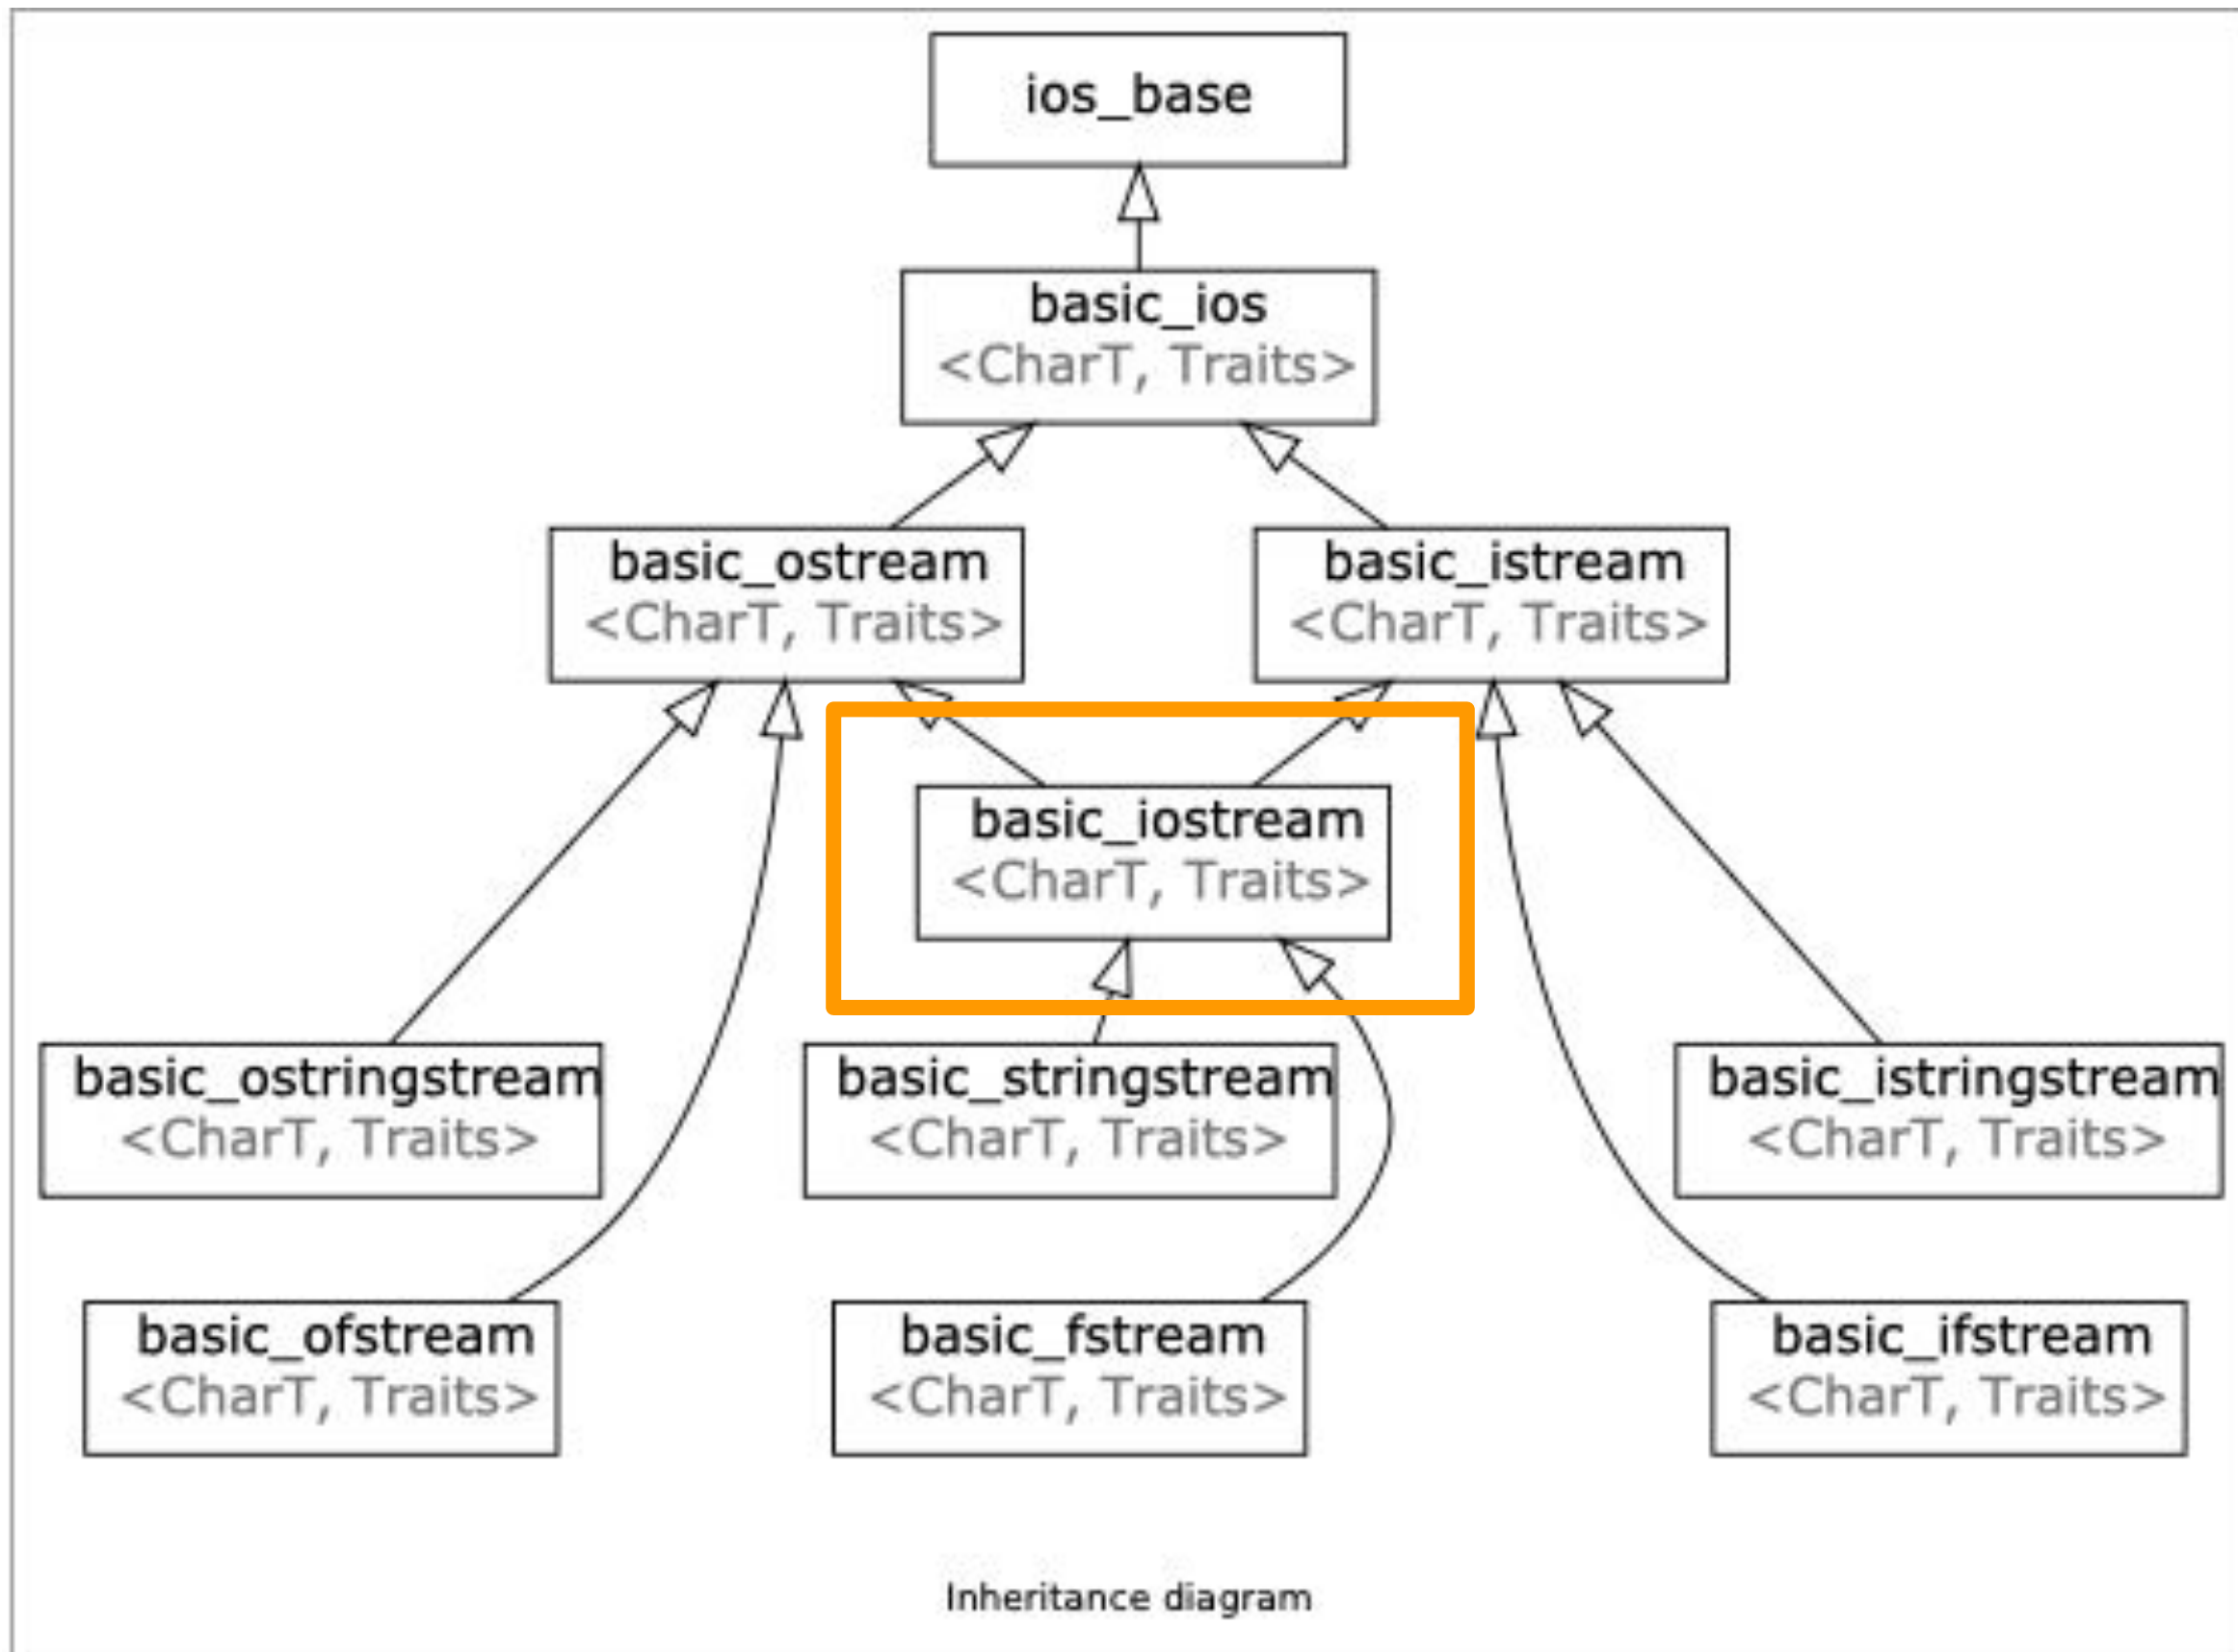 ios_base
basic_ios
<CharT, Traits>
basic_ostream
<CharT, Traits>
basic_istream
<CharT, Traits>
basic_iostream
<CharT, Traits>
basic_ostringstream
<CharT, Traits>
basic_stringstream
<CharT, Traits>
basic_istringstream
<CharT, Traits>
basic_ofstream
<CharT, Traits>
basic_fstream
<CharT, Traits>
basic_ifstream
<CharT, Traits>
Inheritance diagram